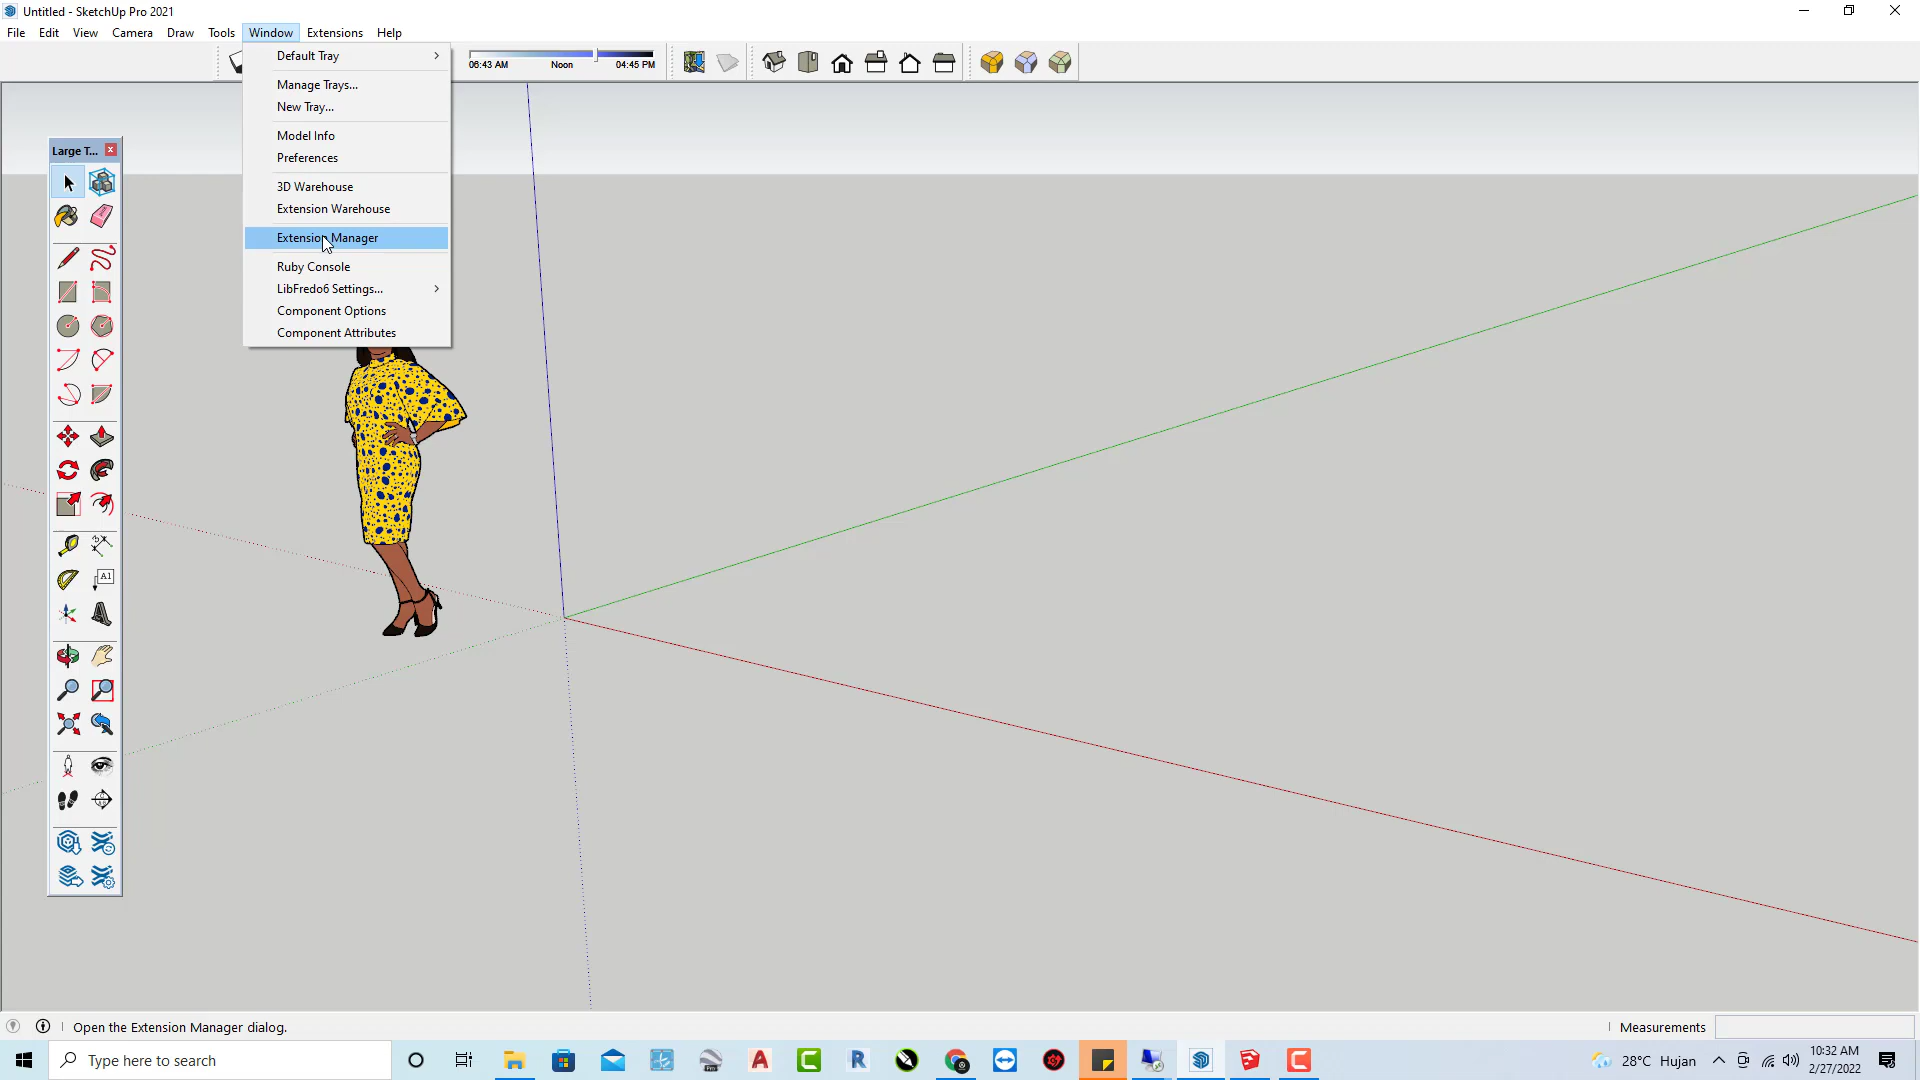 Untitled - SketchUp Pro 2021
File Edit View Camera Draw Tools Window Extensions Help
06:43 AM Noon 04:45 PM
Default Tray
Manage Trays...
New Tray...
Model Info
Preferences
3D Warehouse
Extension Warehouse
Extension Manager
Ruby Console
LibFredo6 Settings...
Component Options
Component Attributes
Large T...
A1
Open the Extension Manager dialog.
Measurements
Type here to search
28°C Hujan
10:32 AM
2/27/2022